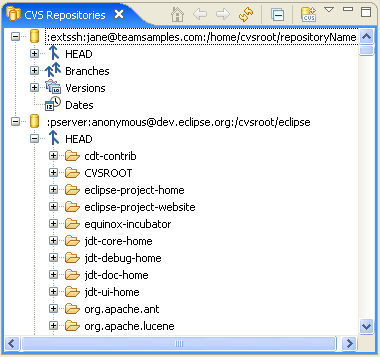 CVS Repositories
:extssh:jane@teamsamples.com:/home/cvsroot/repositoryName
HEAD
Branches
Versions
Dates
:pserver:anonymous@dev.eclipse.org:/cvsroot/eclipse
HEAD
cdt-contrib
CVSROOT
eclipse-project-home
eclipse-project-website
equinox-incubator
jdt-core-home
jdt-debug-home
jdt-doc-home
jdt-ui-home
org.apache.ant
org.apache.lucene